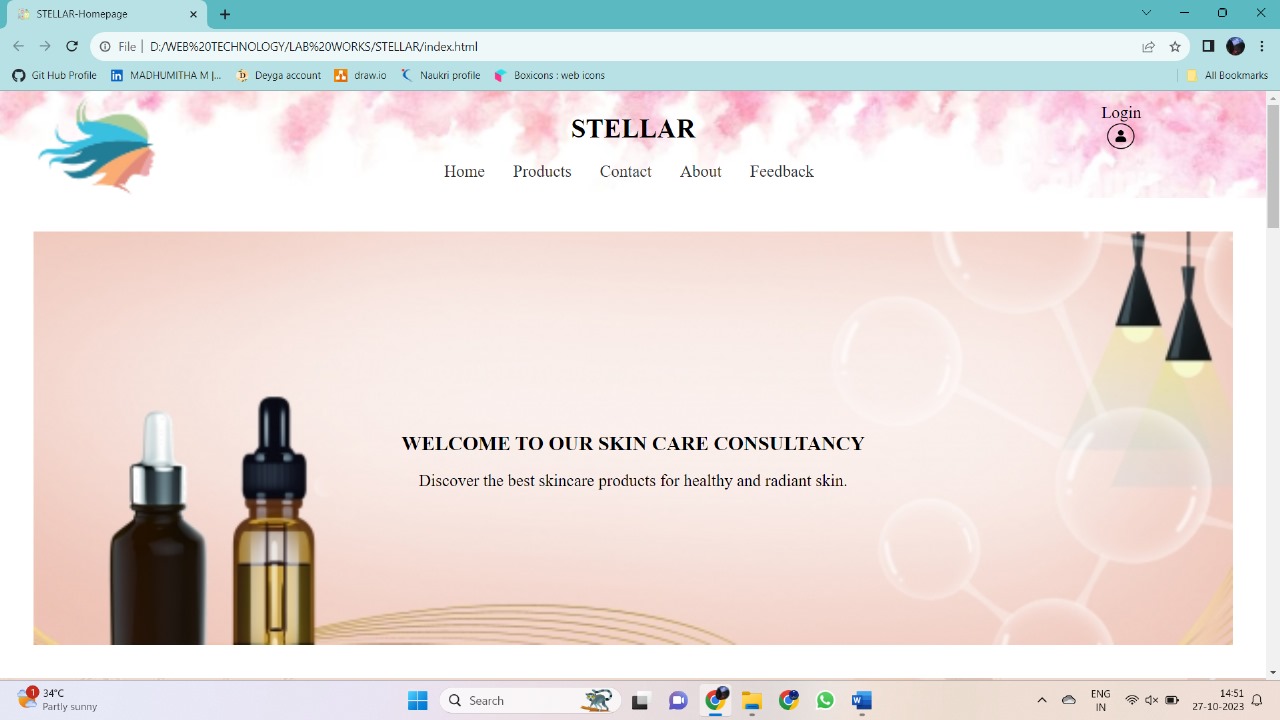 STELLAR-Homepage
File D:/WEB%20TECHNOLOGY/LAB%20WORKS/STELLAR/index.html
Git Hub Profile MADHUMITHA M |... Deyga account draw.io Naukri profile Boxicons : web icons All Bookmarks
Login
STELLAR
Home Products Contact About Feedback
WELCOME TO OUR SKIN CARE CONSULTANCY
Discover the best skincare products for healthy and radiant skin.
1 34°C
Partly sunny
Search
ENG
IN
14:51
27-10-2023